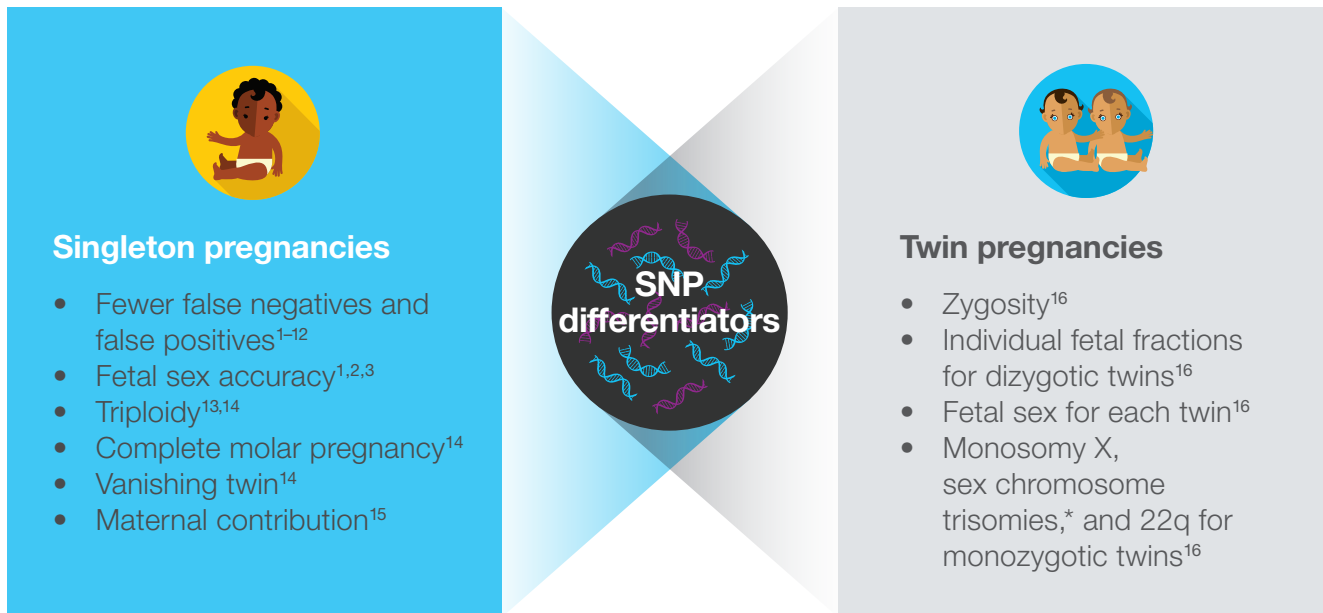 Singleton pregnancies
• Fewer false negatives and
false positives¹⁻¹²
• Fetal sex accuracy¹,²,³
• Triploidy¹³,¹⁴
• Complete molar pregnancy¹⁴
• Vanishing twin¹⁴
• Maternal contribution¹⁵
SNP
differentiators
Twin pregnancies
• Zygosity¹⁶
• Individual fetal fractions
for dizygotic twins¹⁶
• Fetal sex for each twin¹⁶
• Monosomy X,
sex chromosome
trisomies,* and 22q for
monozygotic twins¹⁶